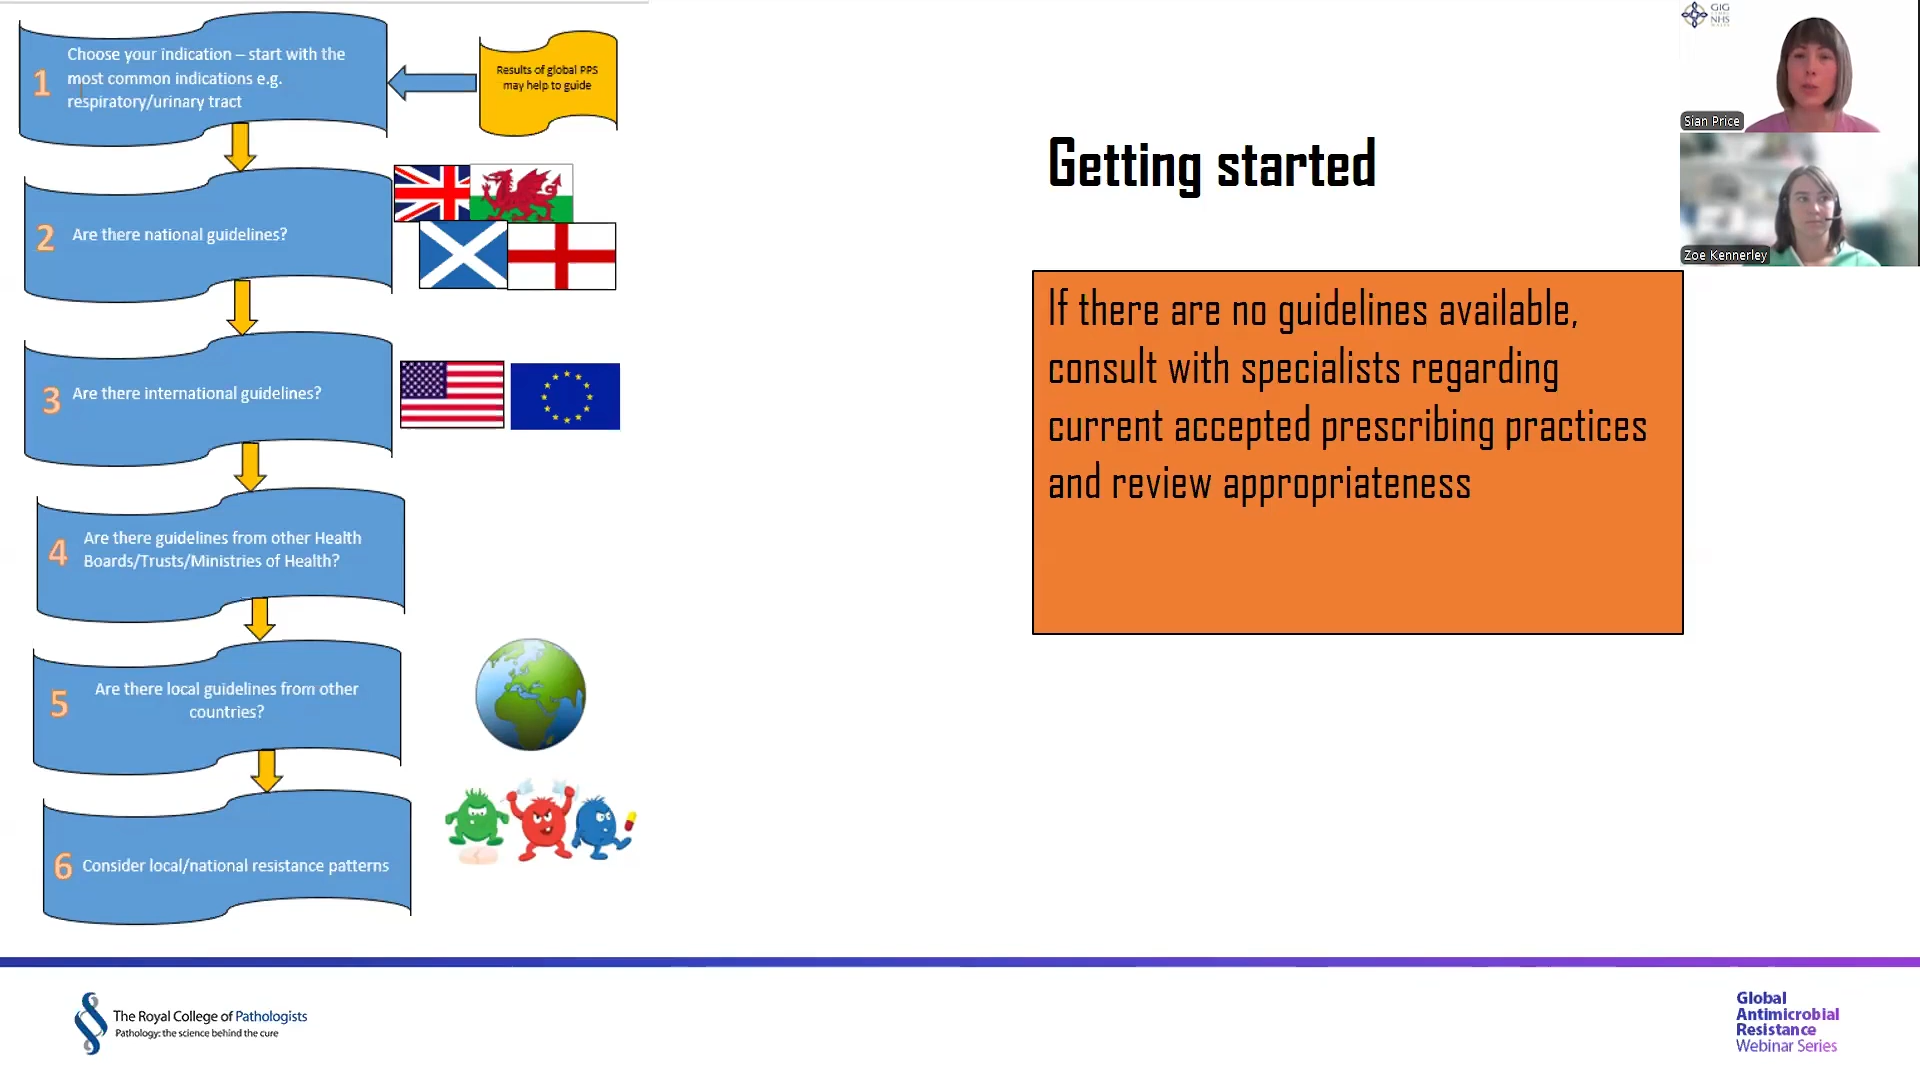 1
Choose your indication – start with the
most common indications e.g.
respiratory/urinary tract
Results of global PPS
may help to guide
2
Are there national guidelines?
3
Are there international guidelines?
4
Are there guidelines from other Health
Boards/Trusts/Ministries of Health?
5
Are there local guidelines from other
countries?
6
Consider local/national resistance patterns
Getting started
If there are no guidelines available,
consult with specialists regarding
current accepted prescribing practices
and review appropriateness
GIG
NHS
Sian Price
Zoe Kennerley
The Royal College of Pathologists
Pathology: the science behind the cure
Global
Antimicrobial
Resistance
Webinar Series